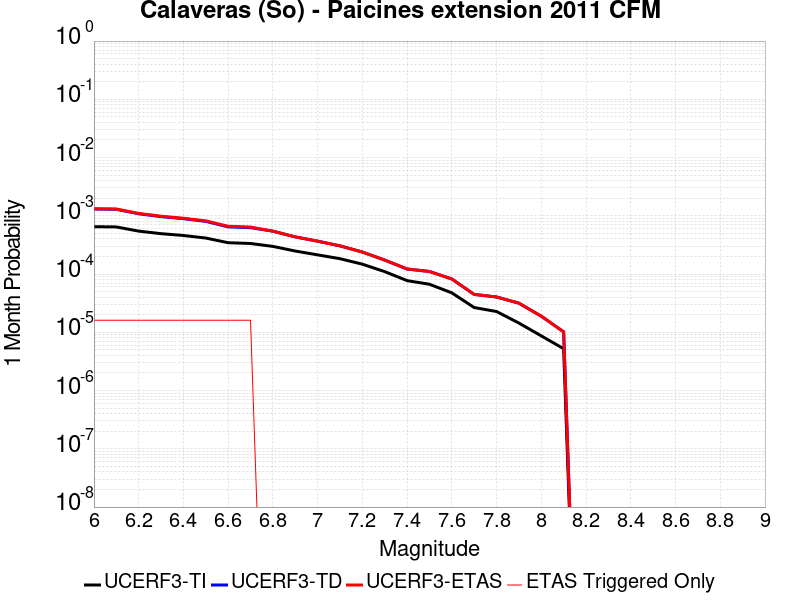 Calaveras (So) - Paicines extension 2011 CFM
1 Month Probability
10^0
10^-1
10^-2
10^-3
10^-4
10^-5
10^-6
10^-7
10^-8
6 6.2 6.4 6.6 6.8 7 7.2 7.4 7.6 7.8 8 8.2 8.4 8.6 8.8 9
Magnitude
UCERF3-TI UCERF3-TD UCERF3-ETAS ETAS Triggered Only